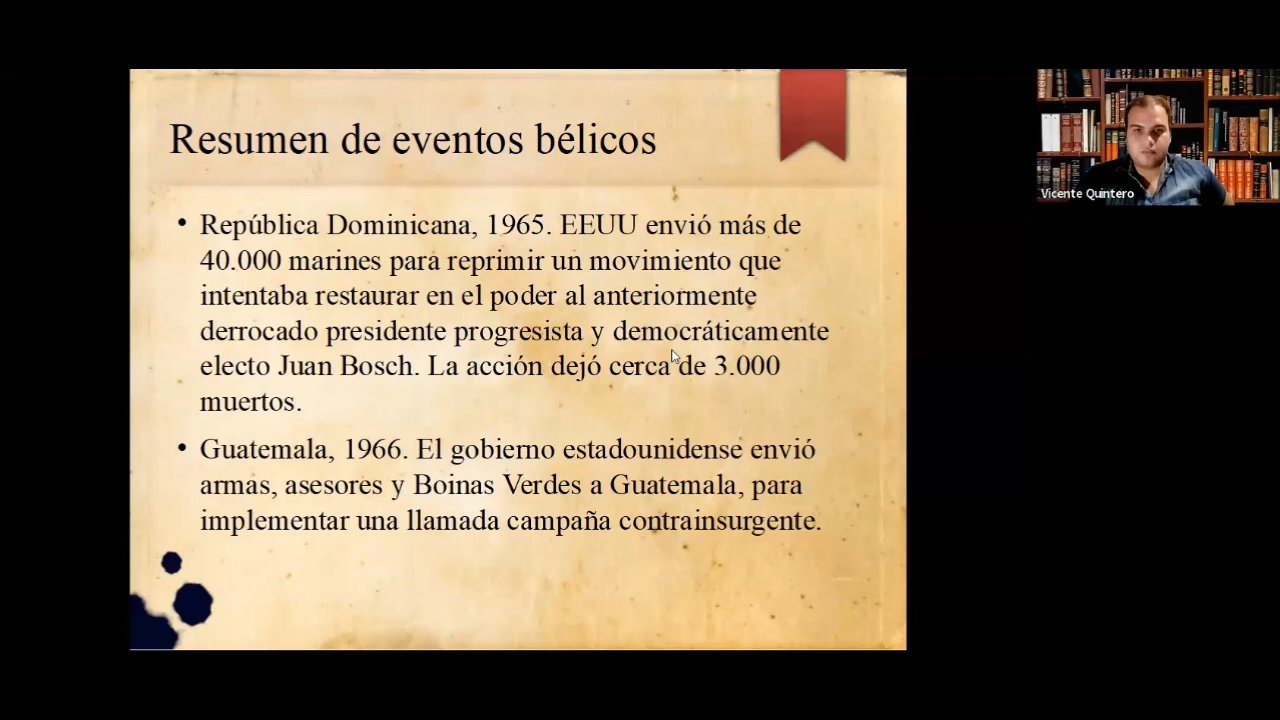 Resumen de eventos bélicos
• República Dominicana, 1965. EEUU envió más de
40.000 marines para reprimir un movimiento que
intentaba restaurar en el poder al anteriormente
derrocado presidente progresista y democráticamente
electo Juan Bosch. La acción dejó cerca de 3.000
muertos.
• Guatemala, 1966. El gobierno estadounidense envió
armas, asesores y Boinas Verdes a Guatemala, para
implementar una llamada campaña contrainsurgente.
Vicente Quintero